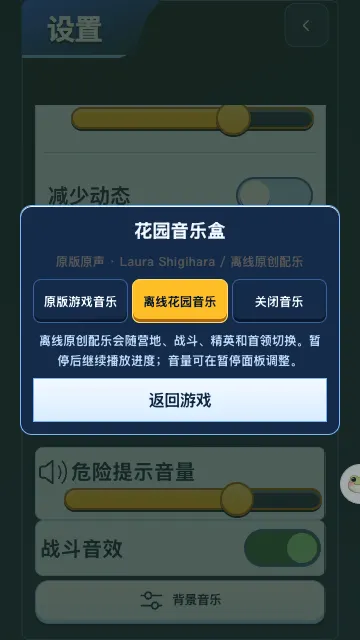 设置
减少动态
花园音乐盒
原版原声 · Laura Shigihara / 离线原创配乐
原版游戏音乐
离线花园音乐
关闭音乐
离线原创配乐会随营地、战斗、精英和首领切换。暂
停后继续播放进度；音量可在暂停面板调整。
返回游戏
危险提示音量
战斗音效
背景音乐